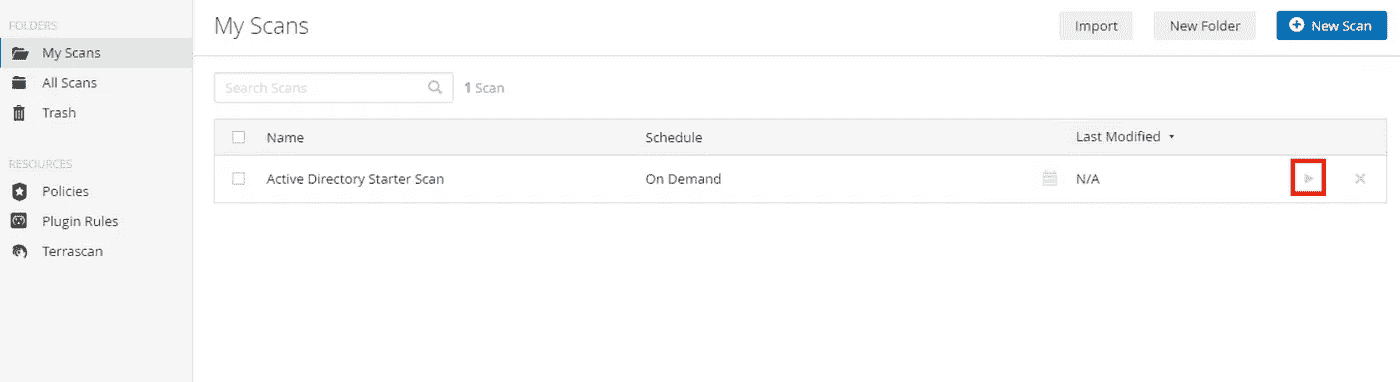 FOLDERS
My Scans
All Scans
Trash
RESOURCES
Policies
Plugin Rules
Terrascan
My Scans
Import
New Folder
New Scan
Search Scans
1 Scan
Name Schedule Last Modified
Active Directory Starter Scan On Demand N/A